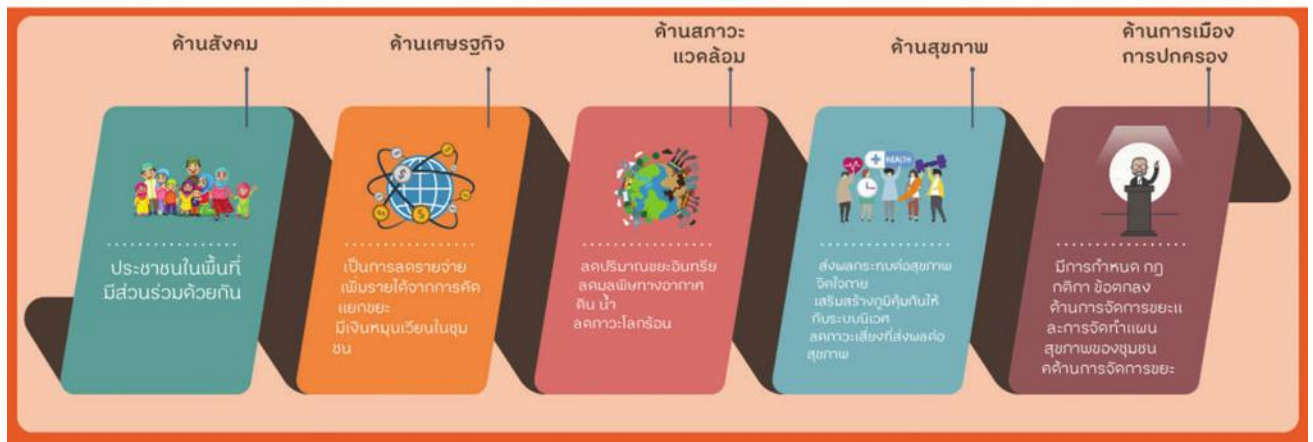 ด้านสังคม
ประชาชนในพื้นที่
มีส่วนร่วมด้วยกัน
ด้านเศรษฐกิจ
เป็นการลดรายจ่าย
เพิ่มรายได้จากการคัด
แยกขยะ
มีเงินหมุนเวียนในชุม
ชน
ด้านสภาวะ
แวดล้อม
ลดปริมาณขยะอินทรีย
ลดมลพิษทางอากาศ
ดิน น้ำ
ลดภาวะโลกร้อน
ด้านสุขภาพ
HEALTH
ส่งผลกระทบต่อสุขภาพ
จิตใจกาย
เสริมสร้างภูมิคุ้มกันให้
กับระบบนิเวศ
ลดภาวะเสี่ยงที่ส่งผลต่อ
สุขภาพ
ด้านการเมือง
การปกครอง
มีการกำหนด กฎ
กติกา ข้อตกลง
ด้านการจัดการขยะแ
ละการจัดทำแผน
สุขภาพของชุมชน
คด้านการจัดการขยะ